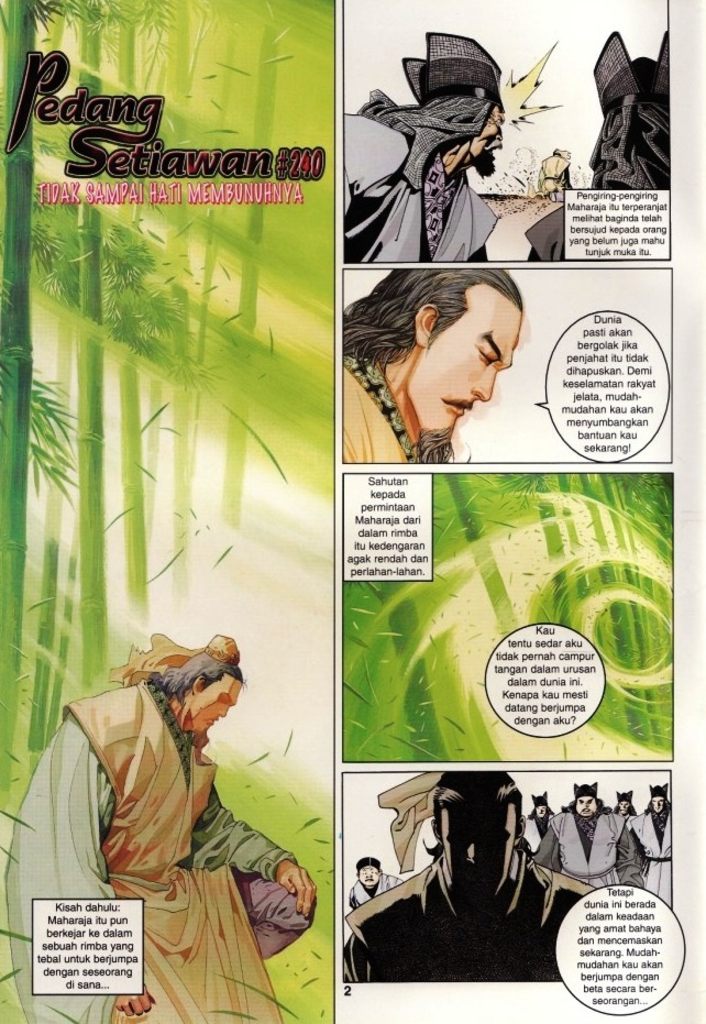 Pedang
Setiawan #240
TIDAK SAMPAI HATI MEMBUNUHNYA
Kisah dahulu:
Maharaja itu pun
berkejar ke dalam
sebuah rimba yang
tebal untuk berjumpa
dengan seseorang
di sana...
Pengiring-pengiring
Maharaja itu terperanjat
melihat baginda telah
bersujud kepada orang
yang belum juga mahu
tunjuk muka itu.
Dunia
pasti akan
bergolak jika
penjahat itu tidak
dihapuskan. Demi
keselamatan rakyat
jelata, mudah-
mudahan kau akan
menyumbangkan
bantuan kau
sekarang!
Sahutan
kepada
permintaan
Maharaja dari
dalam rimba
itu kedengaran
agak rendah dan
perlahan-lahan.
Kau
tentu sedar aku
tidak pernah campur
tangan dalam urusan
dalam dunia ini.
Kenapa kau mesti
datang berjumpa
dengan aku?
Tetapi
dunia ini berada
dalam keadaan
yang amat bahaya
dan mencemaskan
sekarang. Mudah-
mudahan kau akan
berjumpa dengan
beta secara ber-
seorangan...
2